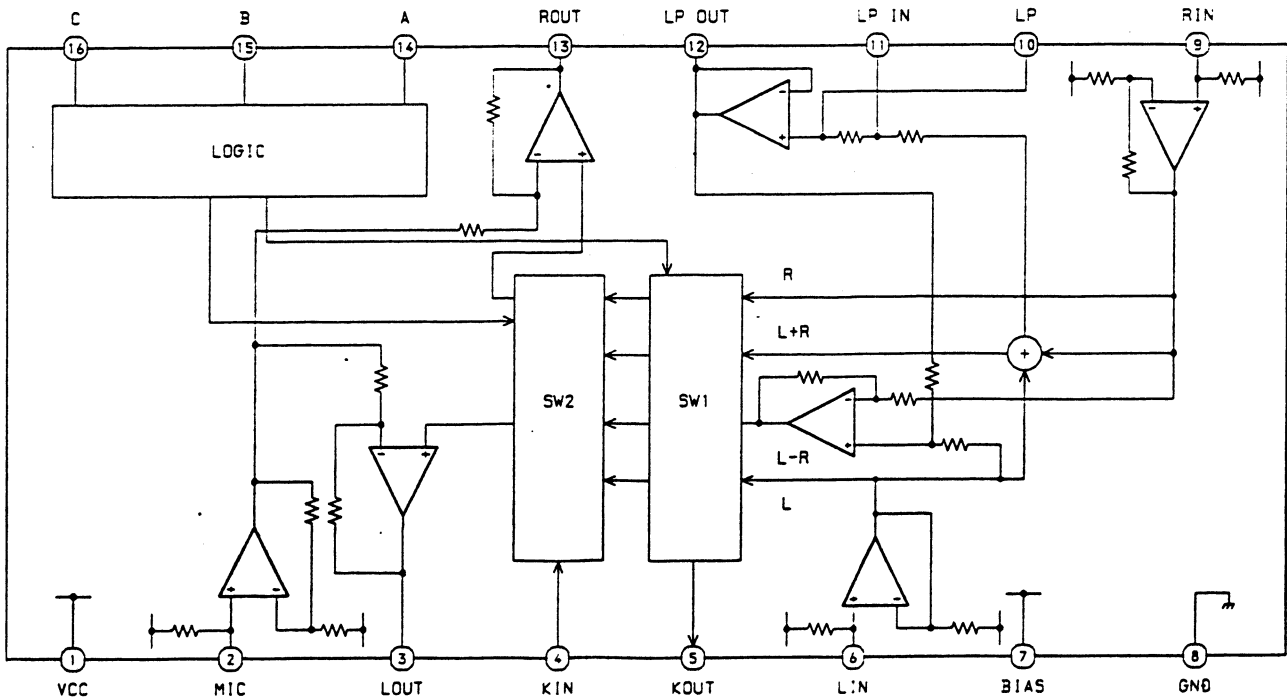 C B A ROUT LP OUT LP IN LP RIN
16 15 14 13 12 11 10 9
- + - + - +
LOGIC
R
L+R
+
SW2 SW1
-
+
L-R
- +
L
+ - + -
1 2 3 4 5 6 7 8
VCC MIC LOUT KIN KOUT LIN BIAS GND